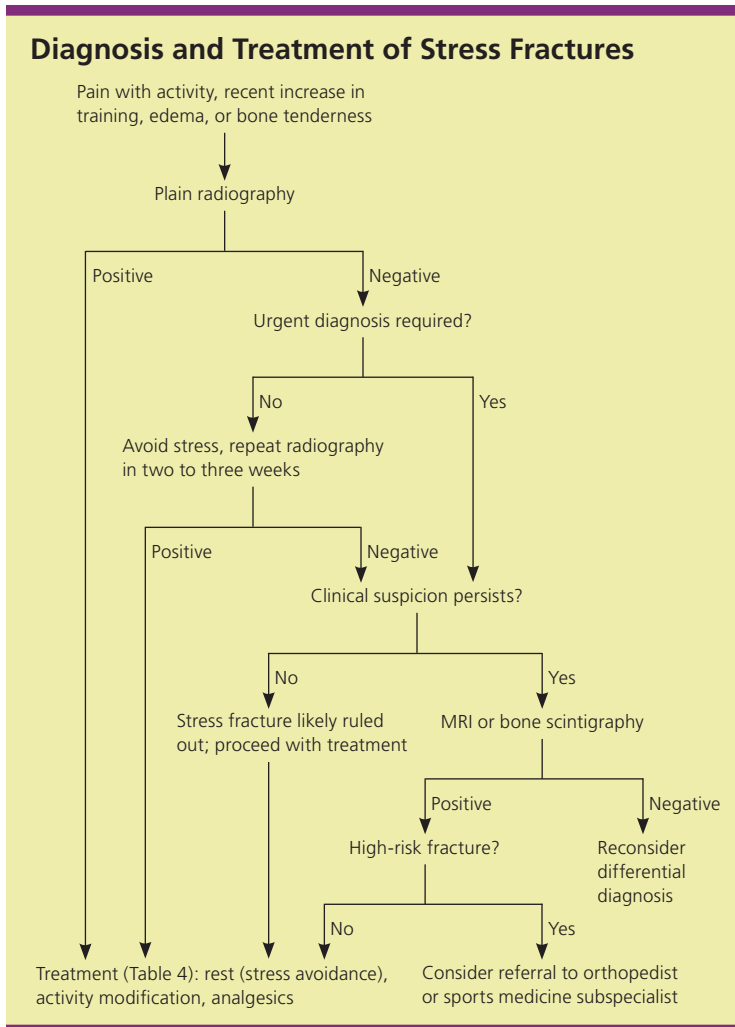 Diagnosis and Treatment of Stress Fractures
Pain with activity, recent increase in
training, edema, or bone tenderness
Plain radiography
Positive
Negative
Urgent diagnosis required?
No
Yes
Avoid stress, repeat radiography
in two to three weeks
Positive
Negative
Clinical suspicion persists?
No
Yes
Stress fracture likely ruled
out; proceed with treatment
MRI or bone scintigraphy
Positive
Negative
High-risk fracture?
Reconsider
differential
diagnosis
No
Yes
Treatment (Table 4): rest (stress avoidance),
activity modification, analgesics
Consider referral to orthopedist
or sports medicine subspecialist